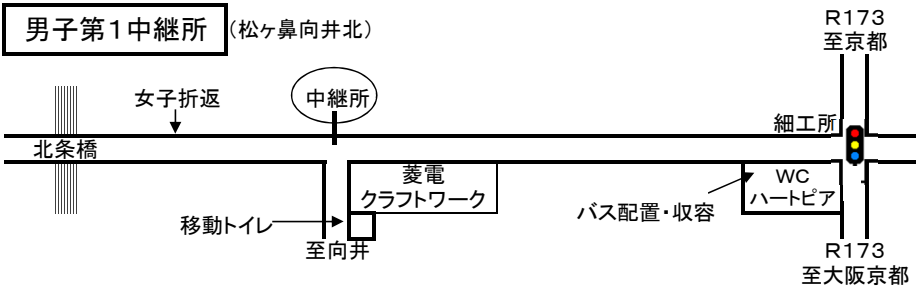 男子第1中継所 (松ヶ鼻向井北)
R173
至京都
女子折返
中継所
細工所
北条橋
菱電
クラフトワーク
WC
ハートピア
バス配置・収容
移動トイレ
至向井
R173
至大阪京都